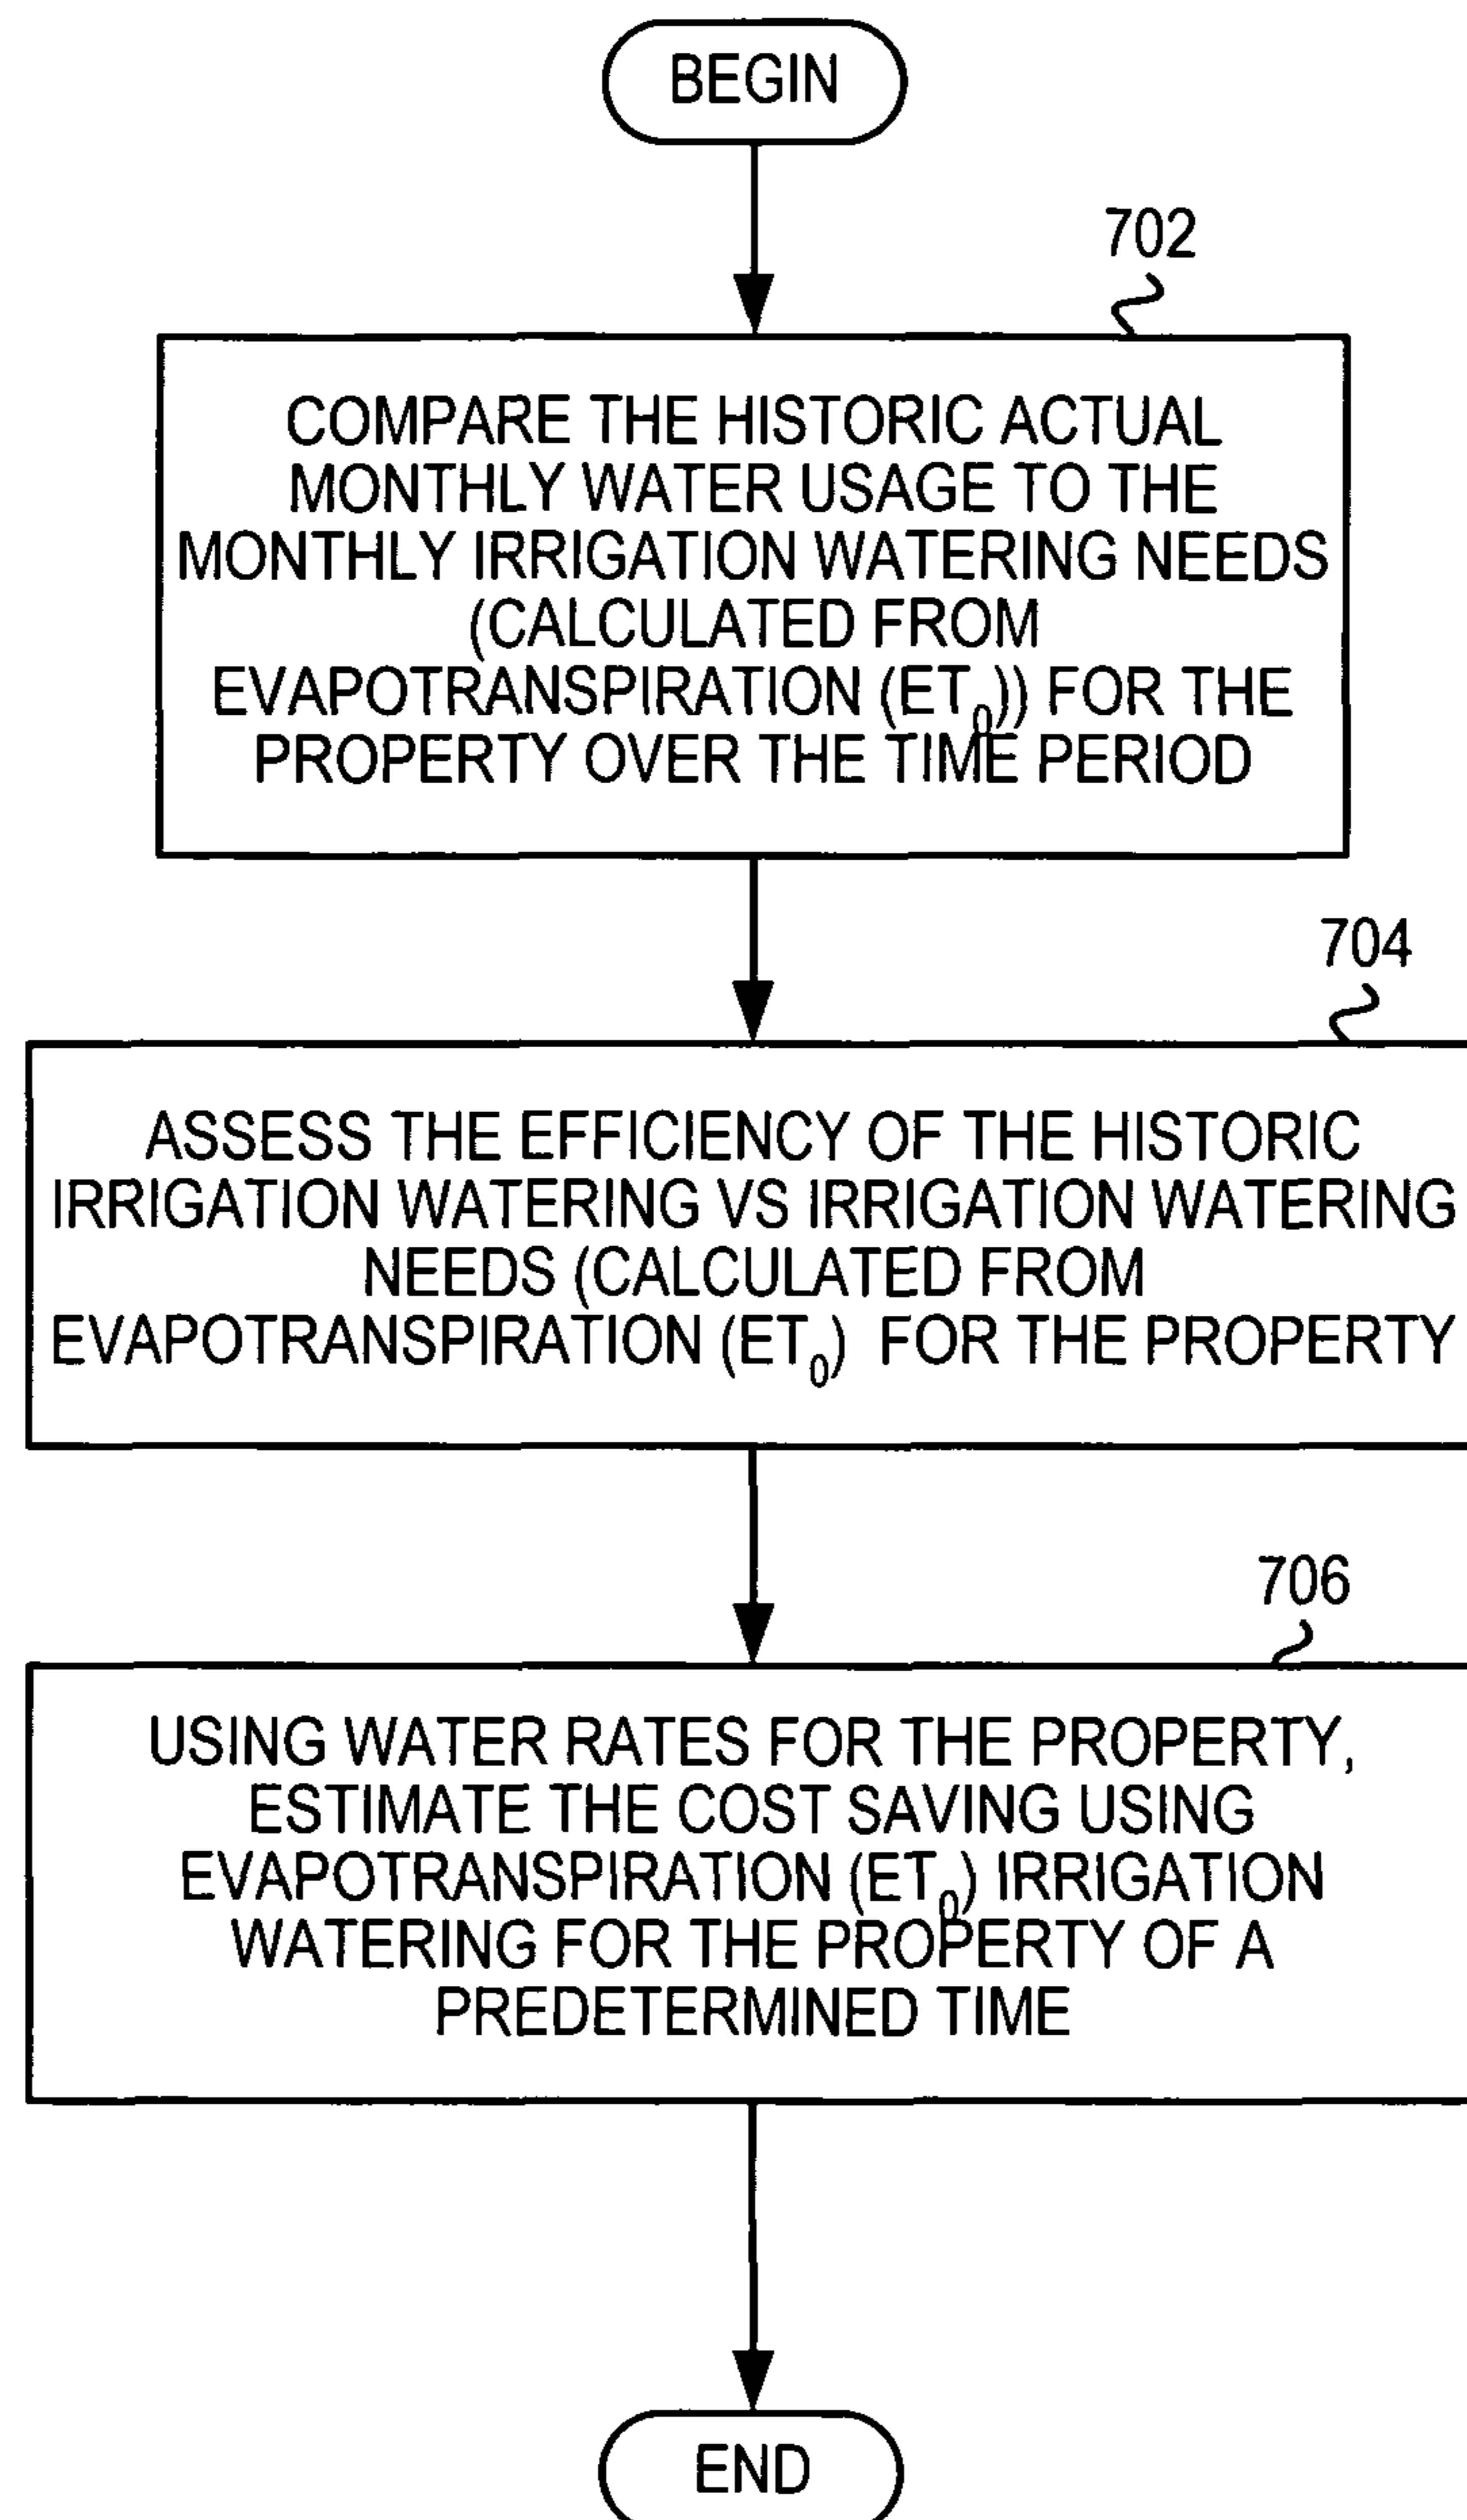 BEGIN
702
COMPARE THE HISTORIC ACTUAL
MONTHLY WATER USAGE TO THE
MONTHLY IRRIGATION WATERING NEEDS
(CALCULATED FROM
EVAPOTRANSPIRATION (ET₀)) FOR THE
PROPERTY OVER THE TIME PERIOD
704
ASSESS THE EFFICIENCY OF THE HISTORIC
IRRIGATION WATERING VS IRRIGATION WATERING
NEEDS (CALCULATED FROM
EVAPOTRANSPIRATION (ET₀) FOR THE PROPERTY
706
USING WATER RATES FOR THE PROPERTY,
ESTIMATE THE COST SAVING USING
EVAPOTRANSPIRATION (ET₀) IRRIGATION
WATERING FOR THE PROPERTY OF A
PREDETERMINED TIME
END